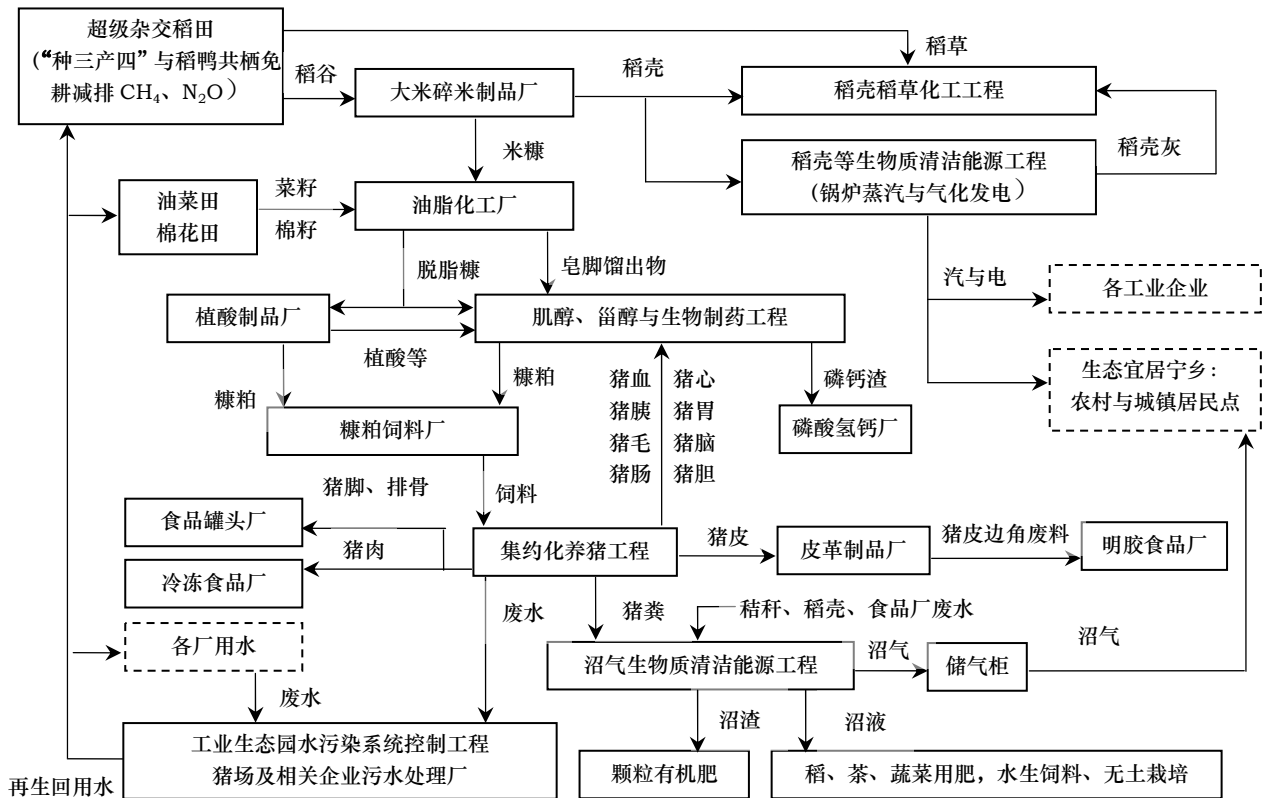 超级杂交稻田
(“种三产四”与稻鸭共栖免
耕减排 CH₄、N₂O)
稻草
稻谷
稻壳
大米碎米制品厂
稻壳稻草化工工程
米糠
稻壳灰
稻壳等生物质清洁能源工程
(锅炉蒸汽与气化发电)
油菜田
棉花田
菜籽
棉籽
油脂化工厂
脱脂糠
皂脚馏出物
汽与电
各工业企业
植酸制品厂
肌醇、甾醇与生物制药工程
植酸等
生态宜居宁乡:
农村与城镇居民点
糠粕
糠粕
猪血 猪心
猪胰 猪胃
猪毛 猪脑
猪肠 猪胆
磷钙渣
糠粕饲料厂
磷酸氢钙厂
猪脚、排骨
饲料
食品罐头厂
猪肉
冷冻食品厂
集约化养猪工程
猪皮
皮革制品厂
猪皮边角废料
明胶食品厂
废水
猪粪
秸秆、稻壳、食品厂废水
各厂用水
沼气生物质清洁能源工程
沼气
储气柜
沼气
废水
沼渣
沼液
工业生态园水污染系统控制工程
猪场及相关企业污水处理厂
颗粒有机肥
稻、茶、蔬菜用肥，水生饲料、无土栽培
再生回用水